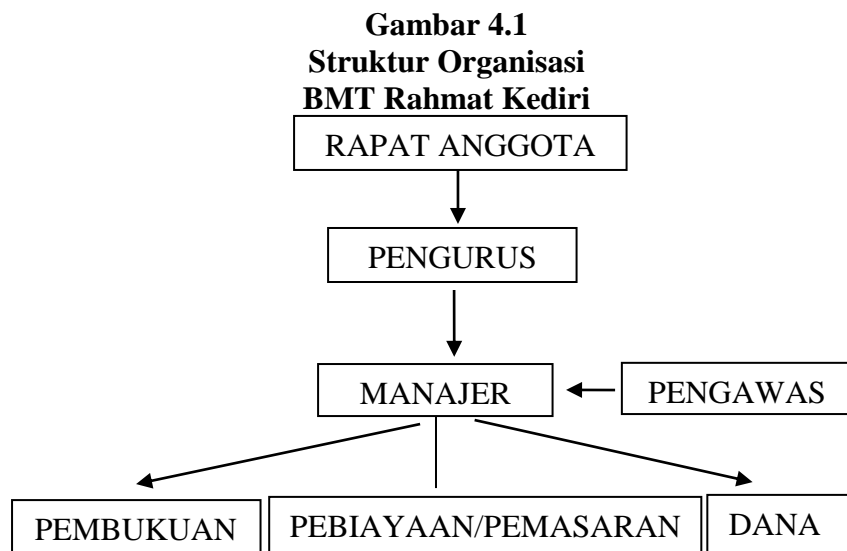 Gambar 4.1
Struktur Organisasi
BMT Rahmat Kediri
RAPAT ANGGOTA
PENGURUS
MANAJER
PENGAWAS
PEMBUKUAN
PEBIAYAAN/PEMASARAN
DANA